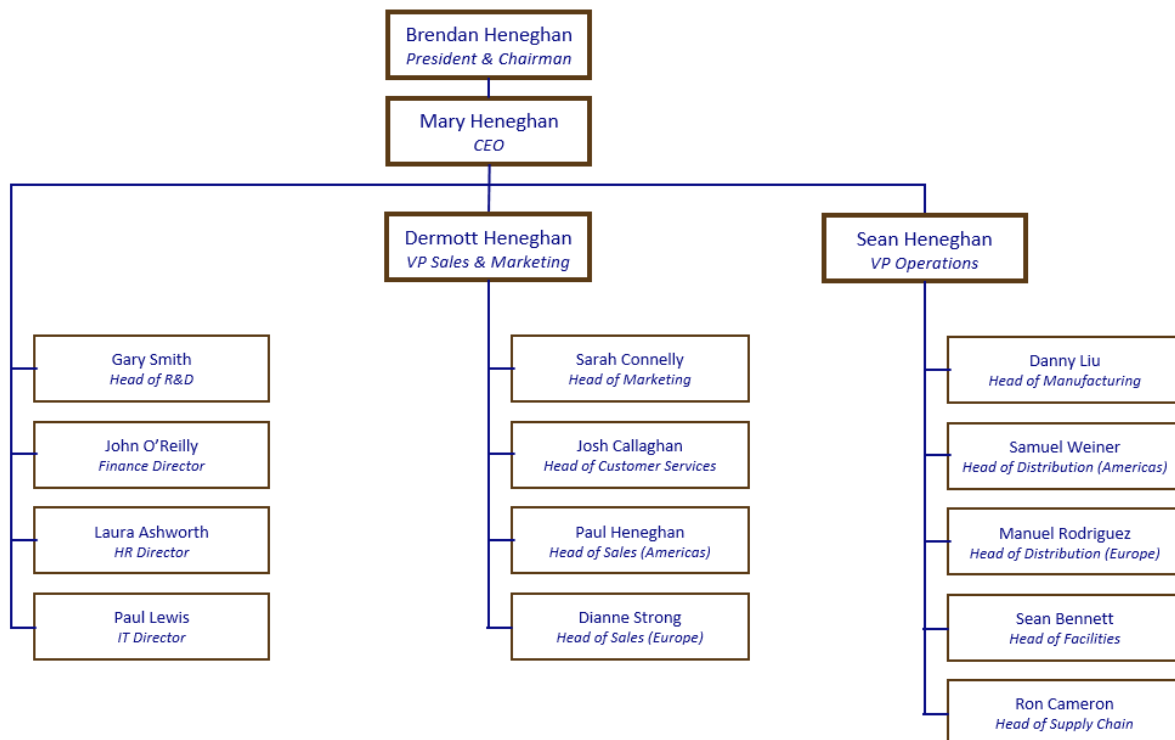 Brendan Heneghan
President & Chairman
Mary Heneghan
CEO
Dermott Heneghan
VP Sales & Marketing
Sean Heneghan
VP Operations
Gary Smith
Head of R&D
John O’Reilly
Finance Director
Laura Ashworth
HR Director
Paul Lewis
IT Director
Sarah Connelly
Head of Marketing
Josh Callaghan
Head of Customer Services
Paul Heneghan
Head of Sales (Americas)
Dianne Strong
Head of Sales (Europe)
Danny Liu
Head of Manufacturing
Samuel Weiner
Head of Distribution (Americas)
Manuel Rodriguez
Head of Distribution (Europe)
Sean Bennett
Head of Facilities
Ron Cameron
Head of Supply Chain